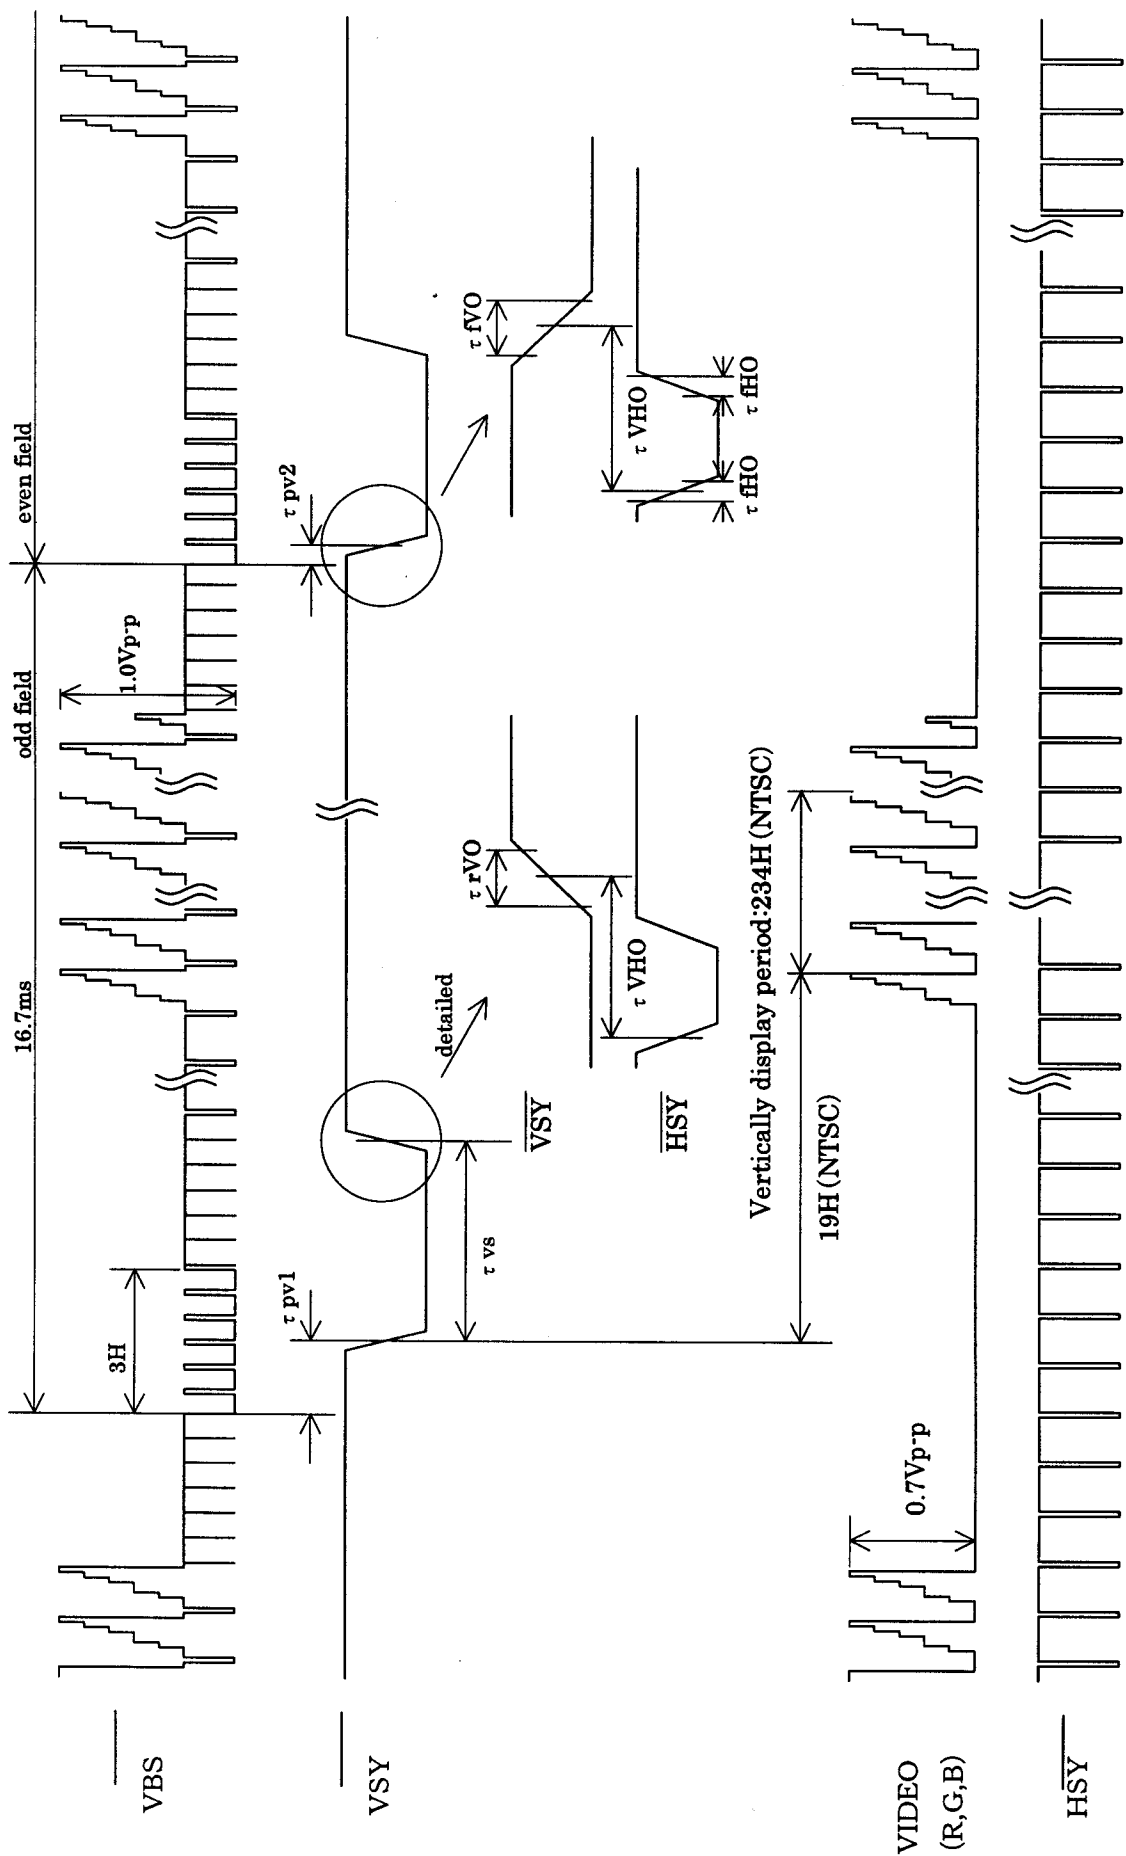 16.7ms
odd field
even field
3H
1.0Vp-p
VBS
τ pv1
τ pv2
VSY
τ vs
detailed
τ rVO
τ fVO
VSY
τ VHO
τ VHO
HSY
τ fHO
τ fHO
Vertically display period:234H(NTSC)
19H(NTSC)
0.7Vp-p
VIDEO
(R,G,B)
HSY